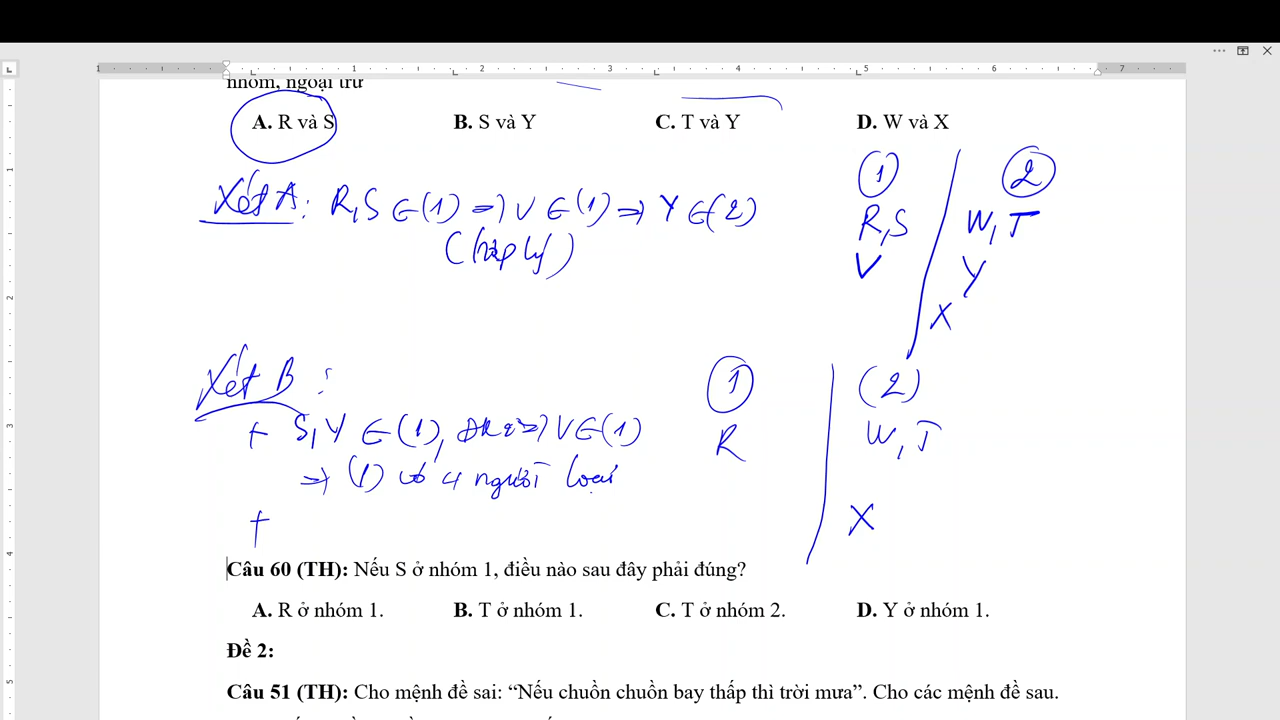 nhóm, ngoại trừ
A. R và S B. S và Y C. T và Y D. W và X
Xét A: R,S ∈ (1) => V ∈ (1) => Y ∈ (2)
(hợp lý)
1 2
R,S W, T
V Y
X
Xét B:
+ S, Y ∈ (1), => V ∈ (1)
=> (1) có 4 người loại
+
1 (2)
R W, T
X
Câu 60 (TH): Nếu S ở nhóm 1, điều nào sau đây phải đúng?
A. R ở nhóm 1. B. T ở nhóm 1. C. T ở nhóm 2. D. Y ở nhóm 1.
Đề 2:
Câu 51 (TH): Cho mệnh đề sai: “Nếu chuồn chuồn bay thấp thì trời mưa”. Cho các mệnh đề sau.